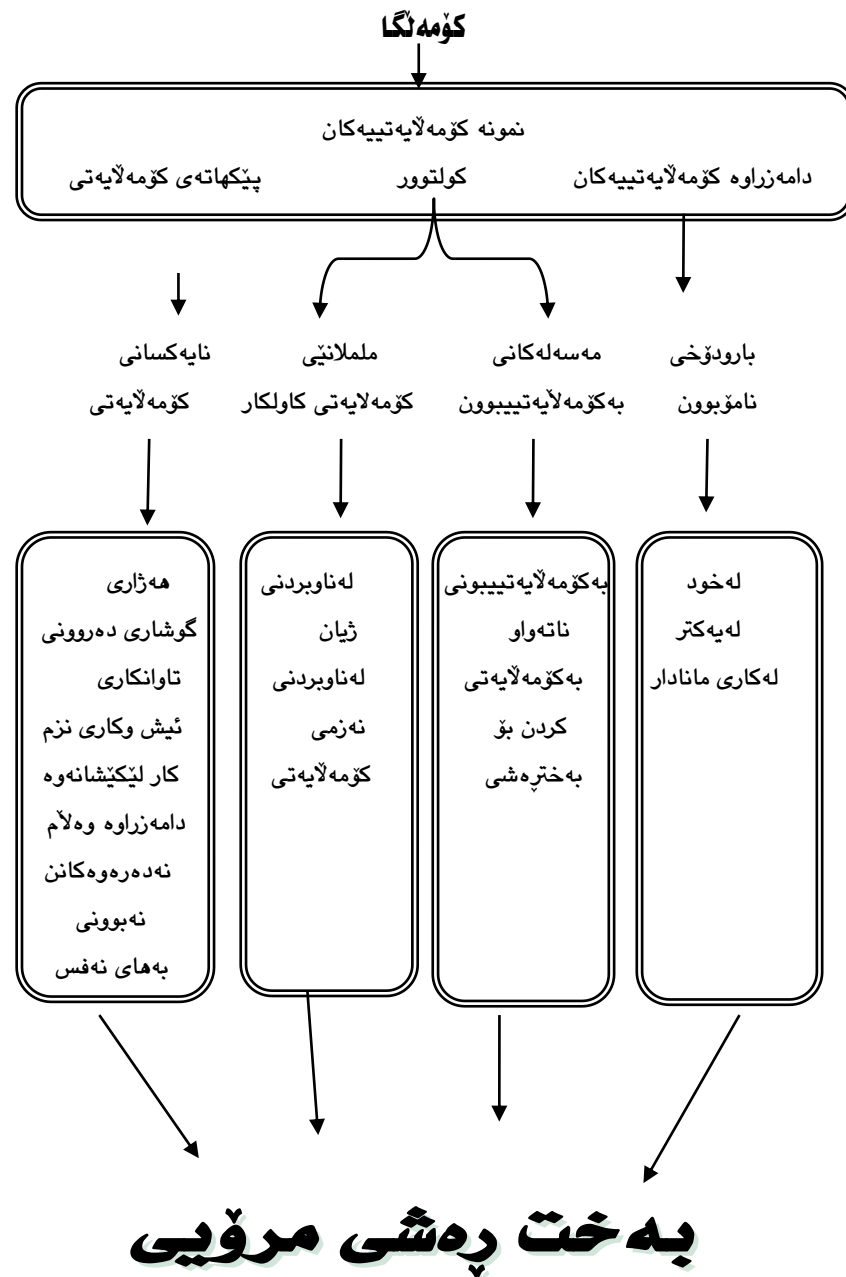 کۆمەڵگا
نمونە کۆمەڵایەتییەکان
دامەزراوە کۆمەڵایەتییەکان کولتوور پێکهاتەی کۆمەڵایەتی
بارودۆخی
نامۆبوون
مەسەلەکانی
بەکۆمەڵایەتییبوون
ململانێی
کۆمەلایەتی کاولکار
نایەکسانی
کۆمەڵایەتی
لەخود
لەیەکتر
لەکاری مانادار
بەکۆمەڵایەتییبونی
ناتەواو
بەکۆمەڵایەتی
کردن بۆ
بەختڕەشی
لەناوبردنی
ژیان
لەناوبردنی
نەزمی
کۆمەڵایەتی
هەژاری
گوشاری دەروونی
تاوانکاری
ئیش وکاری نزم
کار لێکێشانەوە
دامەزراوە وەڵام
نەدەرەوەکانن
نەبوونی
بەهای نەفس
بەخت ڕەشی مرۆیی